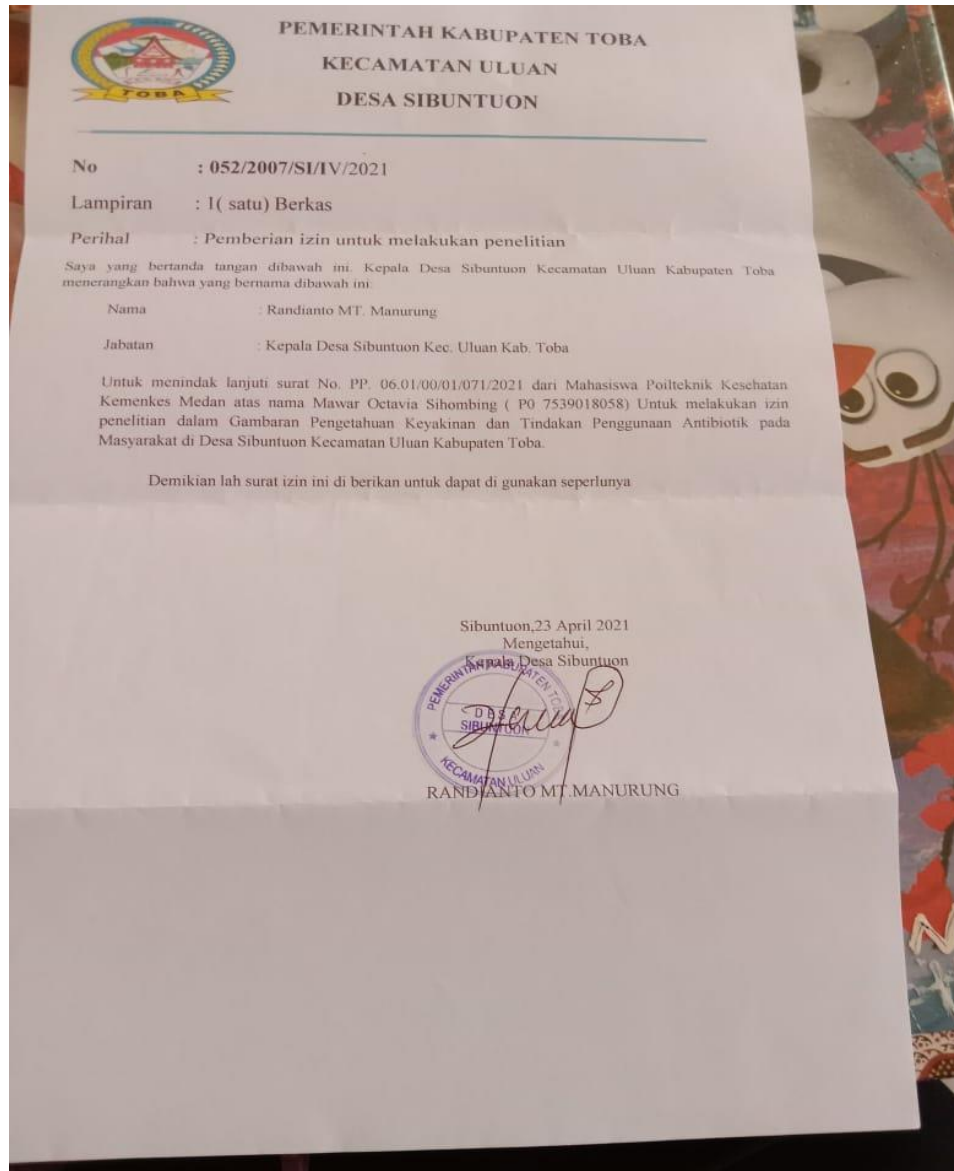 PEMERINTAH KABUPATEN TOBA
KECAMATAN ULUAN
DESA SIBUNTUON
TOBA
No : 052/2007/SI/IV/2021
Lampiran : 1( satu) Berkas
Perihal : Pemberian izin untuk melakukan penelitian
Saya yang bertanda tangan dibawah ini. Kepala Desa Sibuntuon Kecamatan Uluan Kabupaten Toba
menerangkan bahwa yang bernama dibawah ini:
Nama : Randianto MT. Manurung
Jabatan : Kepala Desa Sibuntuon Kec. Uluan Kab. Toba
Untuk menindak lanjuti surat No. PP. 06.01/00/01/071/2021 dari Mahasiswa Poilteknik Kesehatan
Kemenkes Medan atas nama Mawar Octavia Sihombing ( P0 7539018058) Untuk melakukan izin
penelitian dalam Gambaran Pengetahuan Keyakinan dan Tindakan Penggunaan Antibiotik pada
Masyarakat di Desa Sibuntuon Kecamatan Uluan Kabupaten Toba.
Demikian lah surat izin ini di berikan untuk dapat di gunakan seperlunya
Sibuntuon,23 April 2021
Mengetahui,
Kepala Desa Sibuntuon
PEMERINTAH KABUPATEN TOBA
DESA
SIBUNTUON
KECAMATAN ULUAN
RANDIANTO MT.MANURUNG